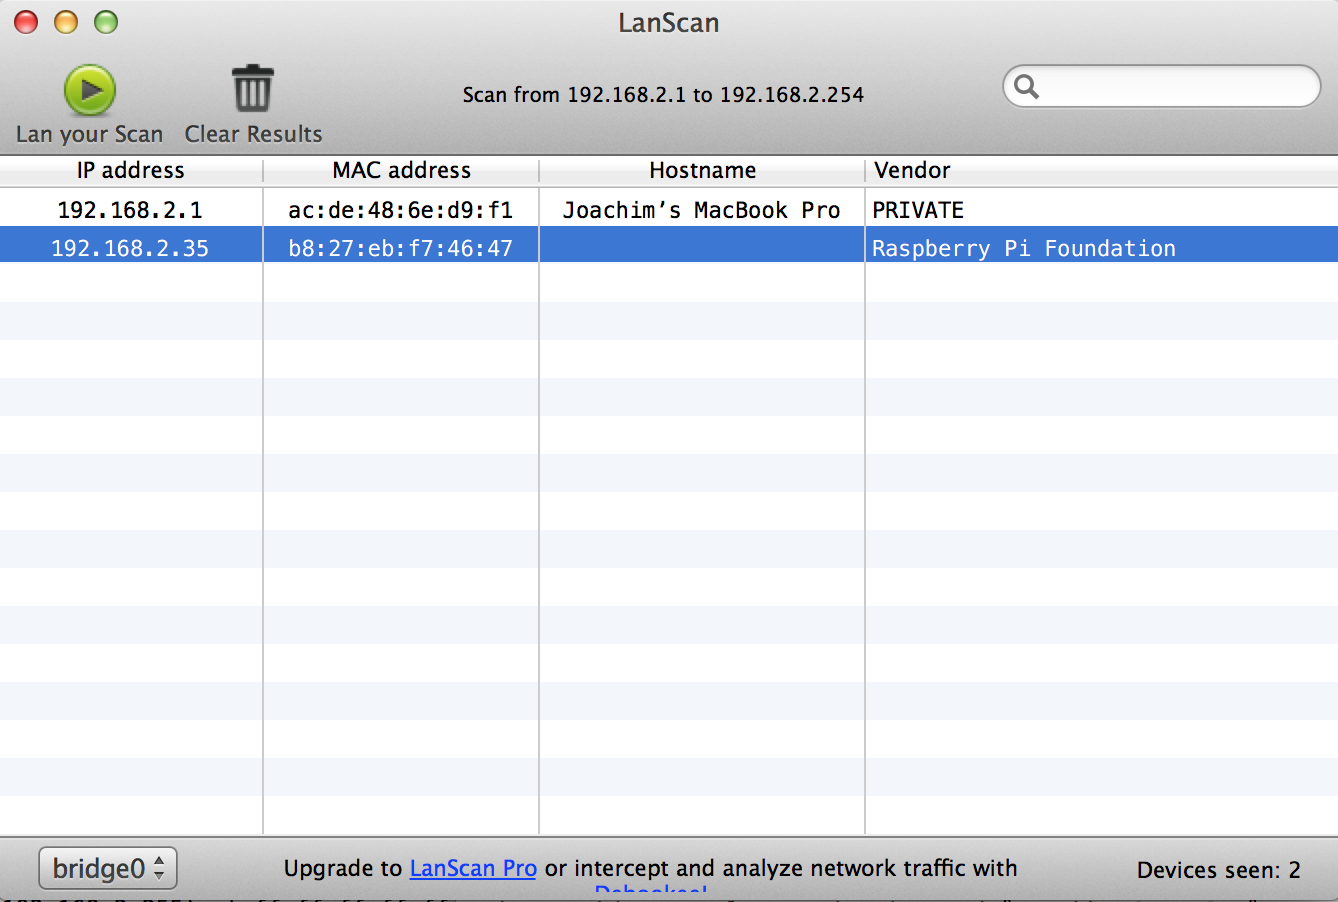 LanScan
Scan from 192.168.2.1 to 192.168.2.254
Lan your Scan Clear Results
IP address MAC address Hostname Vendor
192.168.2.1 ac:de:48:6e:d9:f1 Joachim’s MacBook Pro PRIVATE
192.168.2.35 b8:27:eb:f7:46:47 Raspberry Pi Foundation
bridge0 Upgrade to LanScan Pro or intercept and analyze network traffic with Devices seen: 2